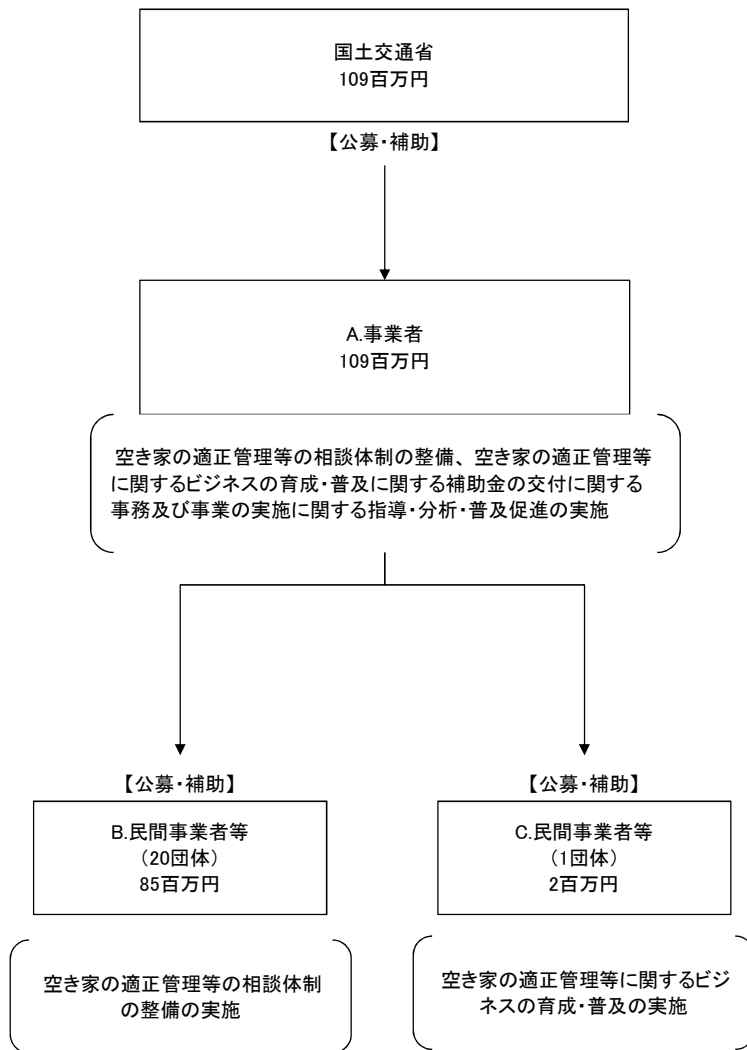 国土交通省
109百万円
【公募・補助】
A.事業者
109百万円
空き家の適正管理等の相談体制の整備、空き家の適正管理等
に関するビジネスの育成・普及に関する補助金の交付に関する
事務及び事業の実施に関する指導・分析・普及促進の実施
【公募・補助】
B.民間事業者等
（20団体）
85百万円
空き家の適正管理等の相談体制
の整備の実施
【公募・補助】
C.民間事業者等
（1団体）
2百万円
空き家の適正管理等に関するビジ
ネスの育成・普及の実施